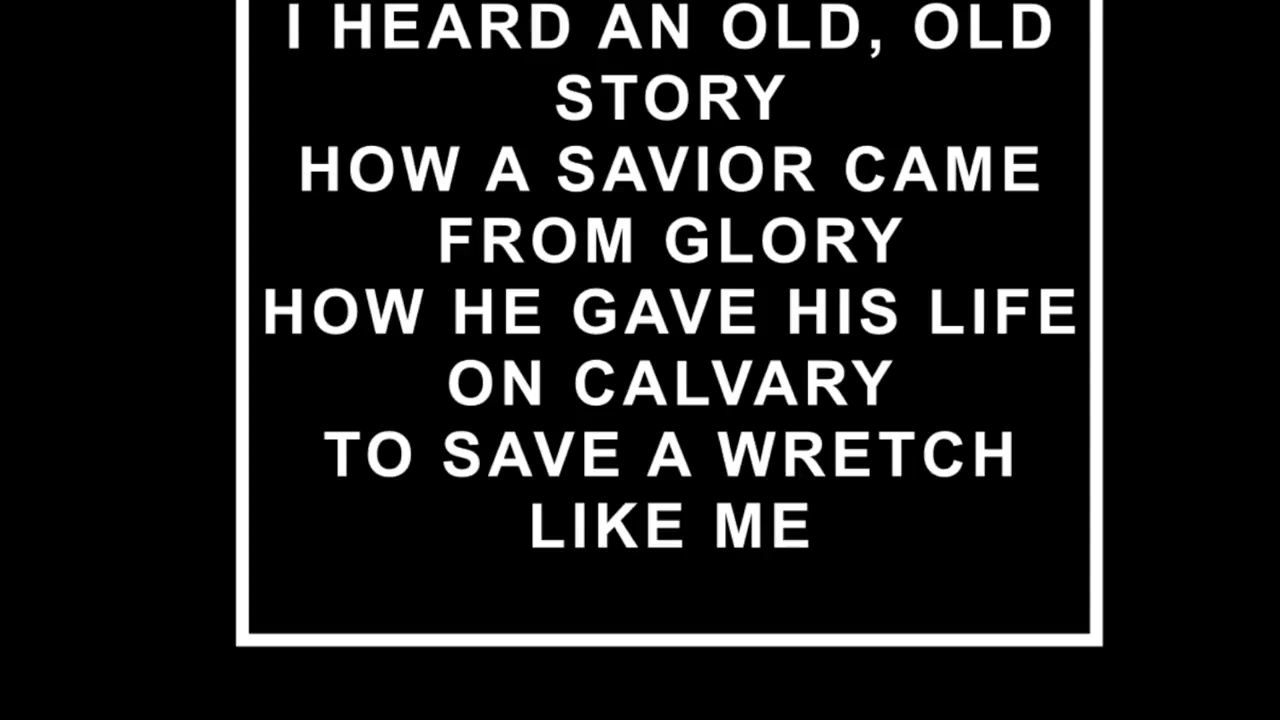 I HEARD AN OLD, OLD
STORY
HOW A SAVIOR CAME
FROM GLORY
HOW HE GAVE HIS LIFE
ON CALVARY
TO SAVE A WRETCH
LIKE ME